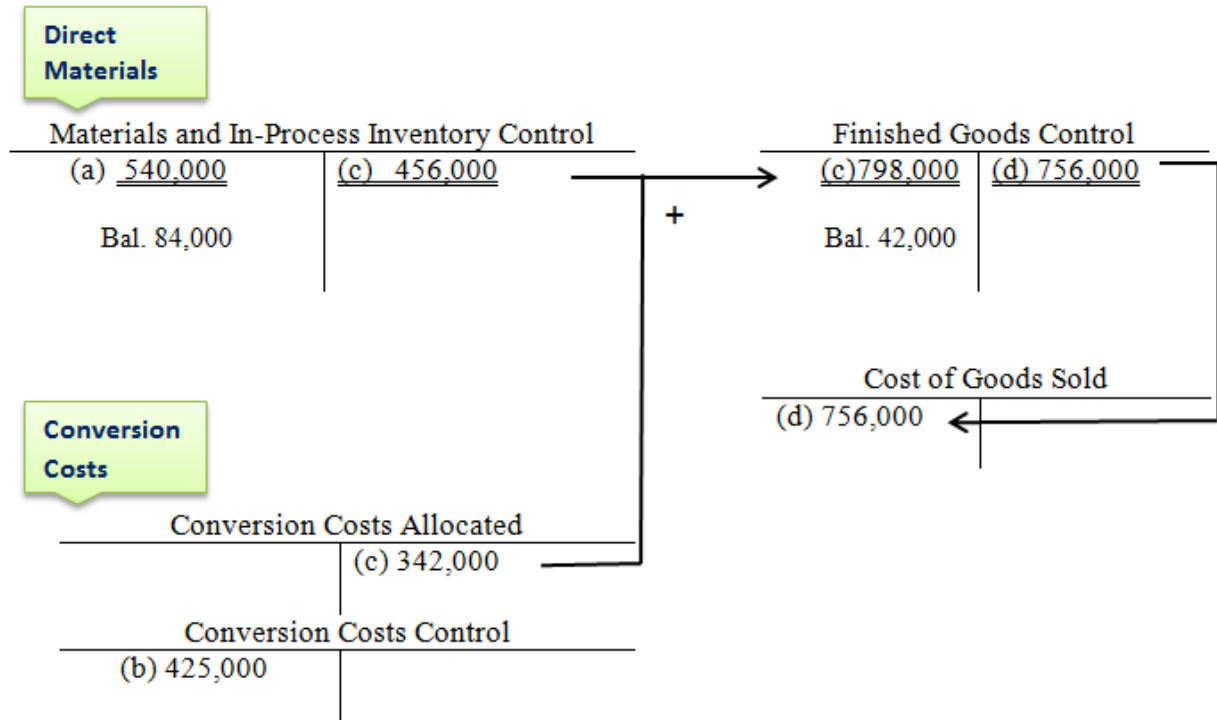 Direct
Materials
Materials and In-Process Inventory Control
(a) 540,000 (c) 456,000
Bal. 84,000
+
Finished Goods Control
(c)798,000 (d) 756,000
Bal. 42,000
Cost of Goods Sold
(d) 756,000
Conversion
Costs
Conversion Costs Allocated
(c) 342,000
Conversion Costs Control
(b) 425,000